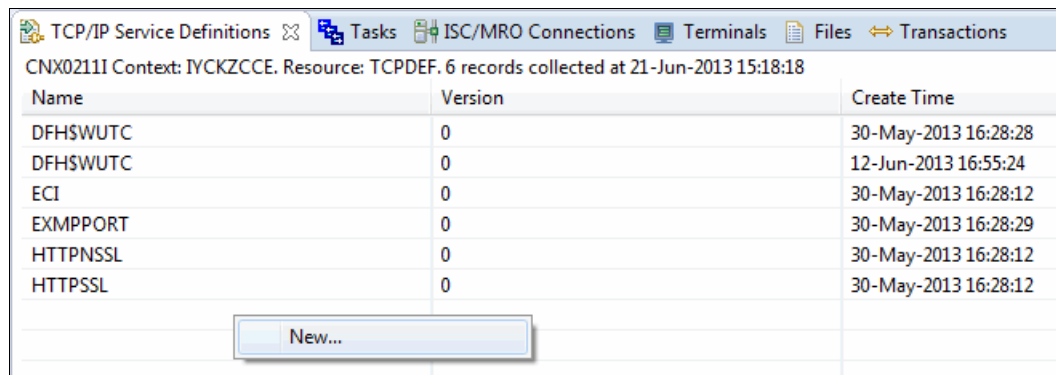 TCP/IP Service Definitions Tasks ISC/MRO Connections Terminals Files Transactions
CNX0211I Context: IYCKZCCE. Resource: TCPDEF. 6 records collected at 21-Jun-2013 15:18:18
Name Version Create Time
DFH$WUTC 0 30-May-2013 16:28:28
DFH$WUTC 0 12-Jun-2013 16:55:24
ECI 0 30-May-2013 16:28:12
EXMPPORT 0 30-May-2013 16:28:29
HTTPNSSL 0 30-May-2013 16:28:12
HTTPSSL 0 30-May-2013 16:28:12
New...